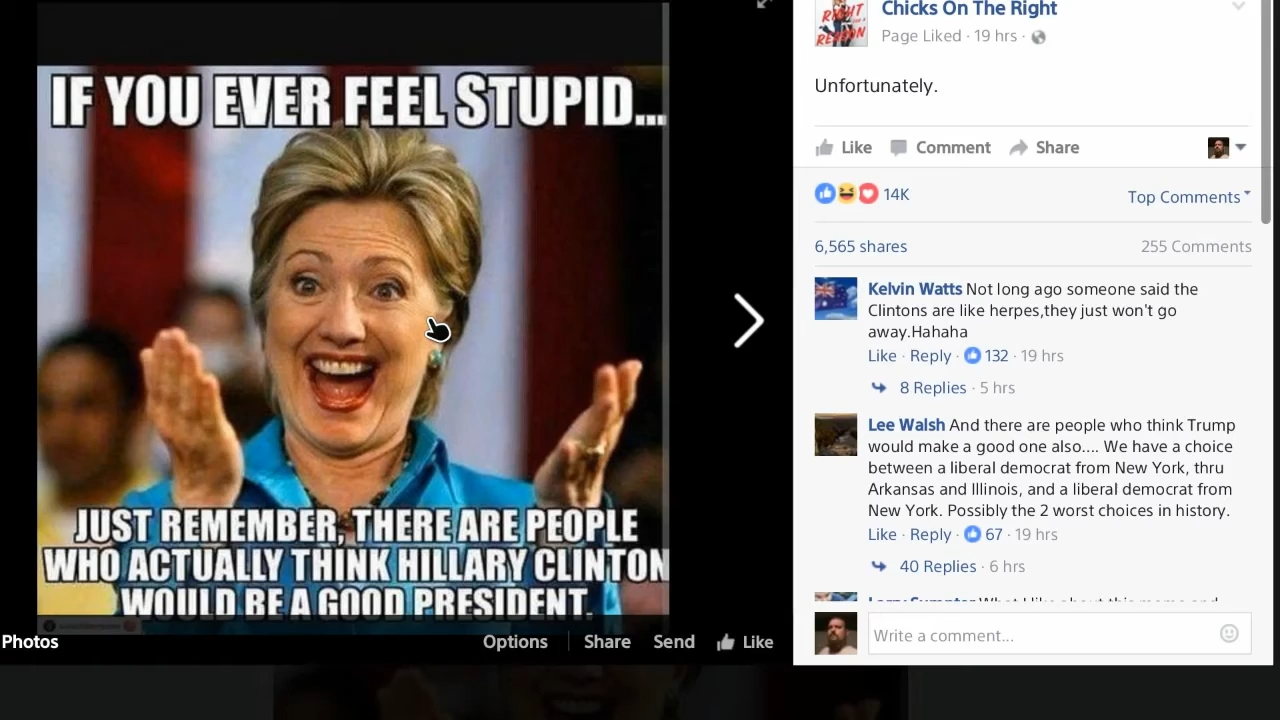 IF YOU EVER FEEL STUPID...
JUST REMEMBER, THERE ARE PEOPLE
WHO ACTUALLY THINK HILLARY CLINTON
WOULD BE A GOOD PRESIDENT.
Photos
Options
Share
Send
Like
RIGHT
REASON
Chicks On The Right
Page Liked · 19 hrs ·
Unfortunately.
Like Comment Share
14K
Top Comments
6,565 shares
255 Comments
Kelvin Watts Not long ago someone said the
Clintons are like herpes,they just won't go
away.Hahaha
Like · Reply · 132 · 19 hrs
8 Replies · 5 hrs
Lee Walsh And there are people who think Trump
would make a good one also.... We have a choice
between a liberal democrat from New York, thru
Arkansas and Illinois, and a liberal democrat from
New York. Possibly the 2 worst choices in history.
Like · Reply · 67 · 19 hrs
40 Replies · 6 hrs
Write a comment...